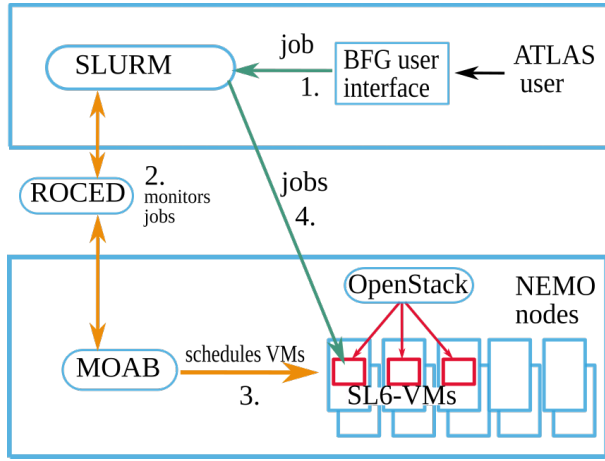 job
SLURM
1.
BFG user
interface
ATLAS
user
ROCED
2.
monitors
jobs
jobs
4.
OpenStack
NEMO
nodes
MOAB
schedules VMs
3.
SL6-VMs